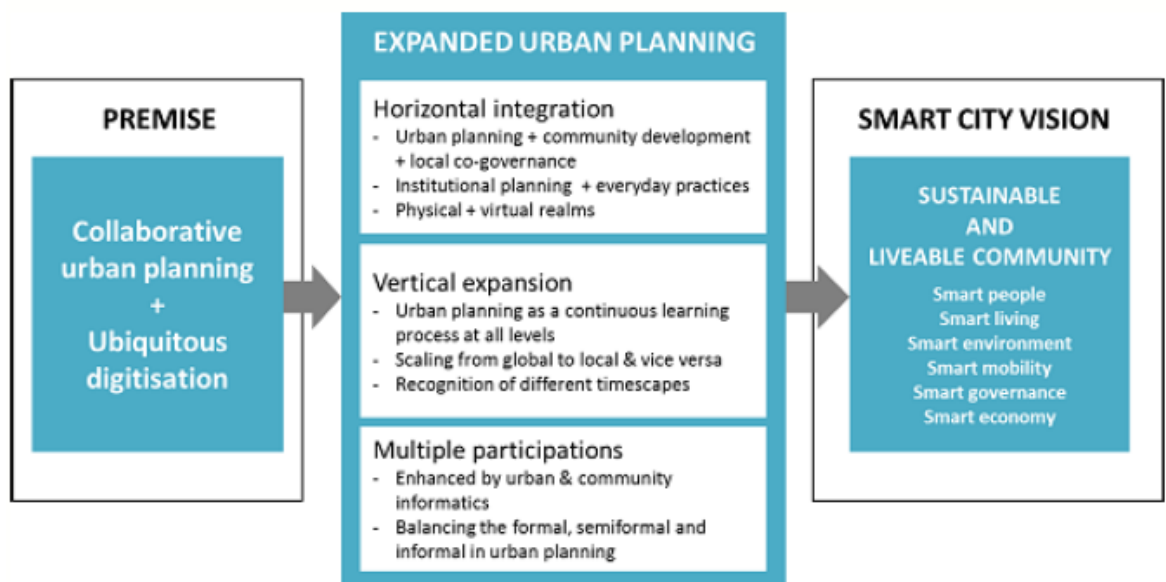 PREMISE
Collaborative
urban planning
+
Ubiquitous
digitisation
EXPANDED URBAN PLANNING
Horizontal integration
- Urban planning + community development
+ local co-governance
- Institutional planning + everyday practices
- Physical + virtual realms
Vertical expansion
- Urban planning as a continuous learning
process at all levels
- Scaling from global to local & vice versa
- Recognition of different timescapes
Multiple participations
- Enhanced by urban & community
informatics
- Balancing the formal, semiformal and
informal in urban planning
SMART CITY VISION
SUSTAINABLE
AND
LIVEABLE COMMUNITY
Smart people
Smart living
Smart environment
Smart mobility
Smart governance
Smart economy